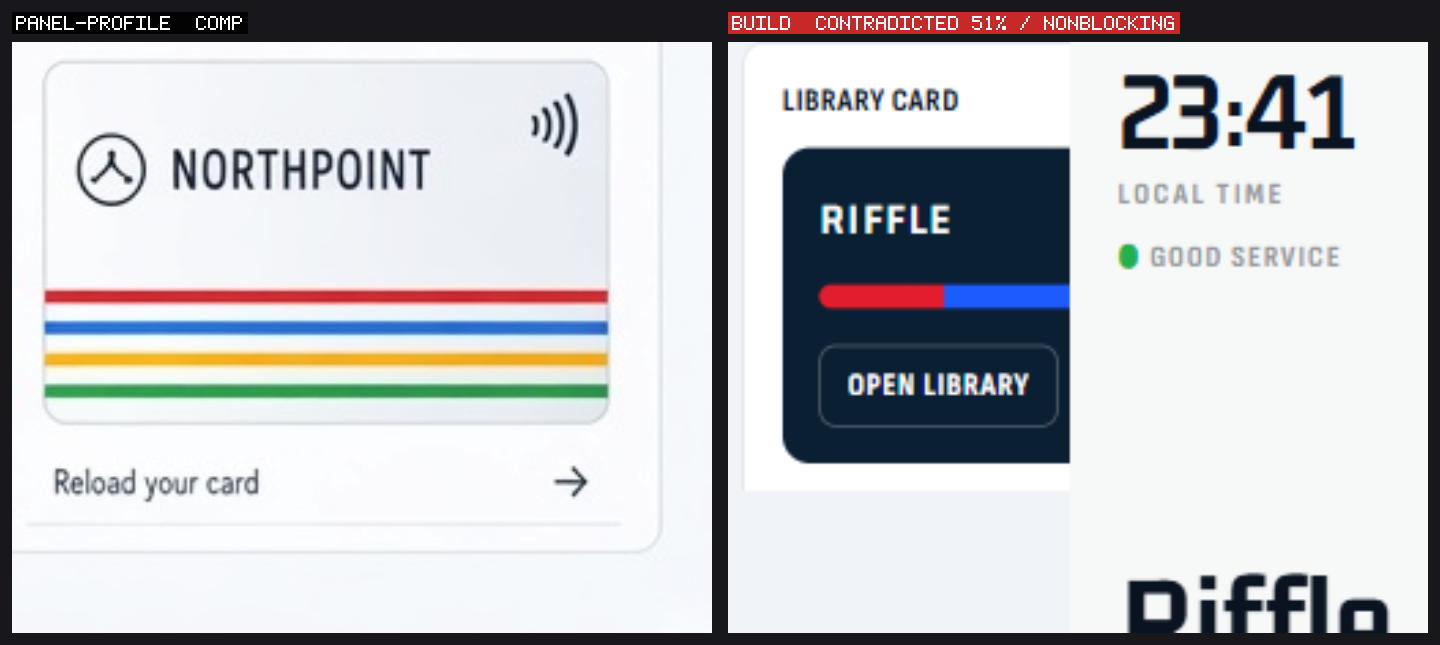 PANEL-PROFILE COMP
NORTHPOINT
Reload your card
BUILD CONTRADICTED 51% / NONBLOCKING
LIBRARY CARD
RIFFLE
OPEN LIBRARY
23:41
LOCAL TIME
GOOD SERVICE
Riffle